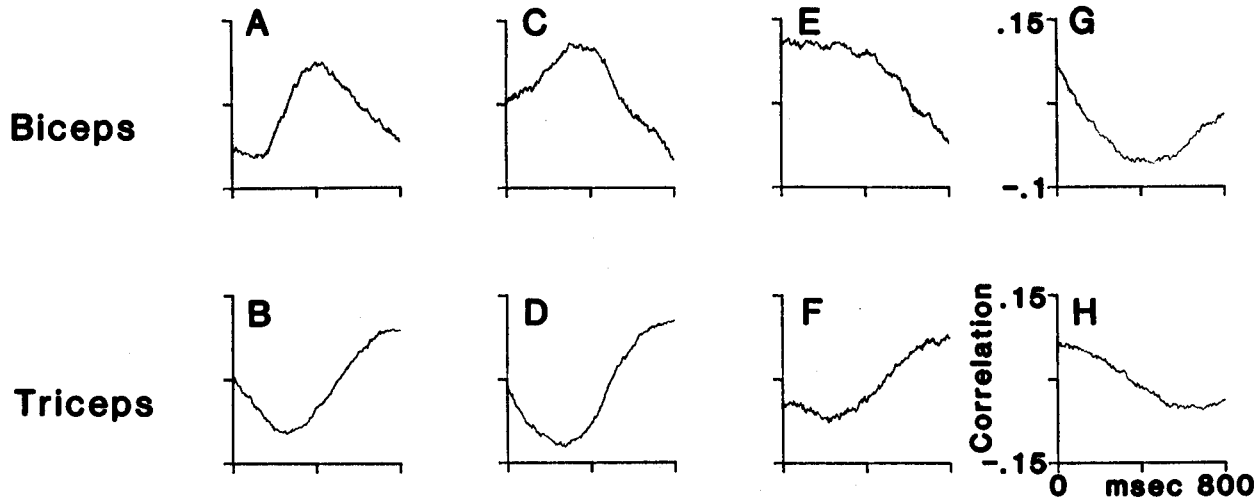 A
C
E
.15 G
Biceps
-.1
B
D
F
Correlation
.15 H
Triceps
-.15
0 msec 800